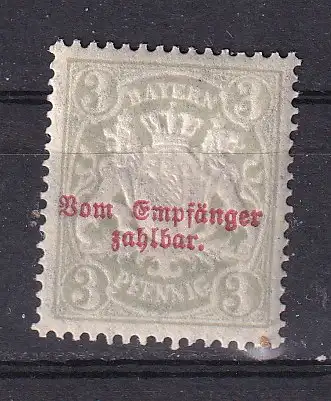 3 BAYERN 3
Vom Empfänger
zahlbar.
3 PFENNIG 3